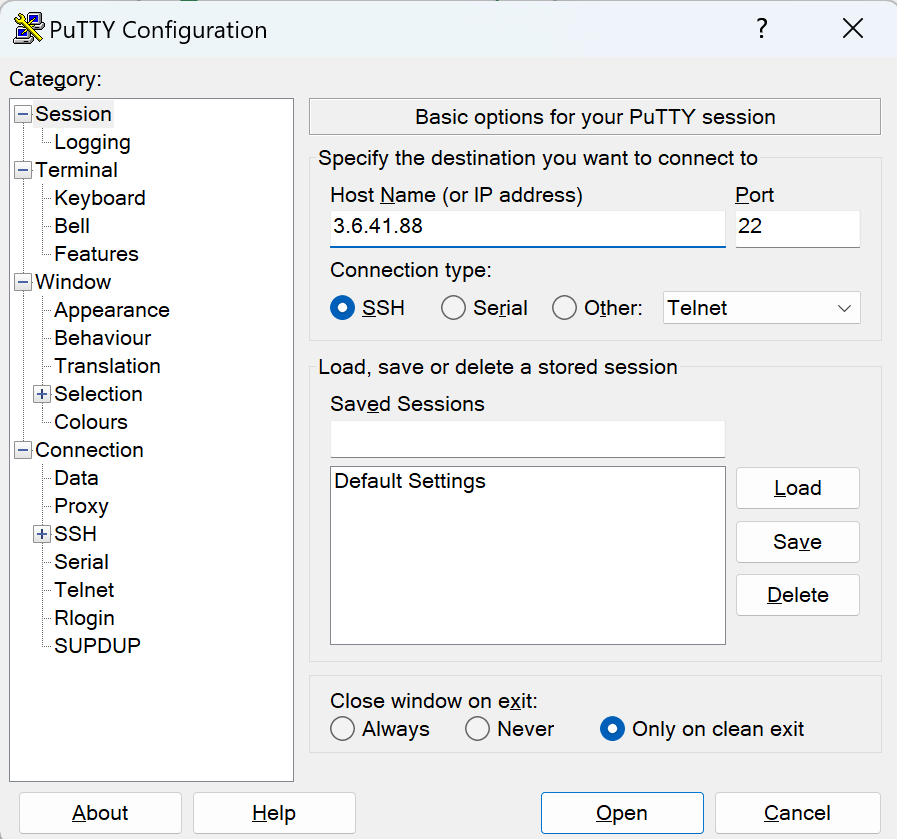 PuTTY Configuration
?
Category:
Session
Logging
Terminal
Keyboard
Bell
Features
Window
Appearance
Behaviour
Translation
Selection
Colours
Connection
Data
Proxy
SSH
Serial
Telnet
Rlogin
SUPDUP
Basic options for your PuTTY session
Specify the destination you want to connect to
Host Name (or IP address) Port
3.6.41.88 22
Connection type:
SSH Serial Other: Telnet
Load, save or delete a stored session
Saved Sessions
Default Settings
Load
Save
Delete
Close window on exit:
Always Never Only on clean exit
About Help Open Cancel